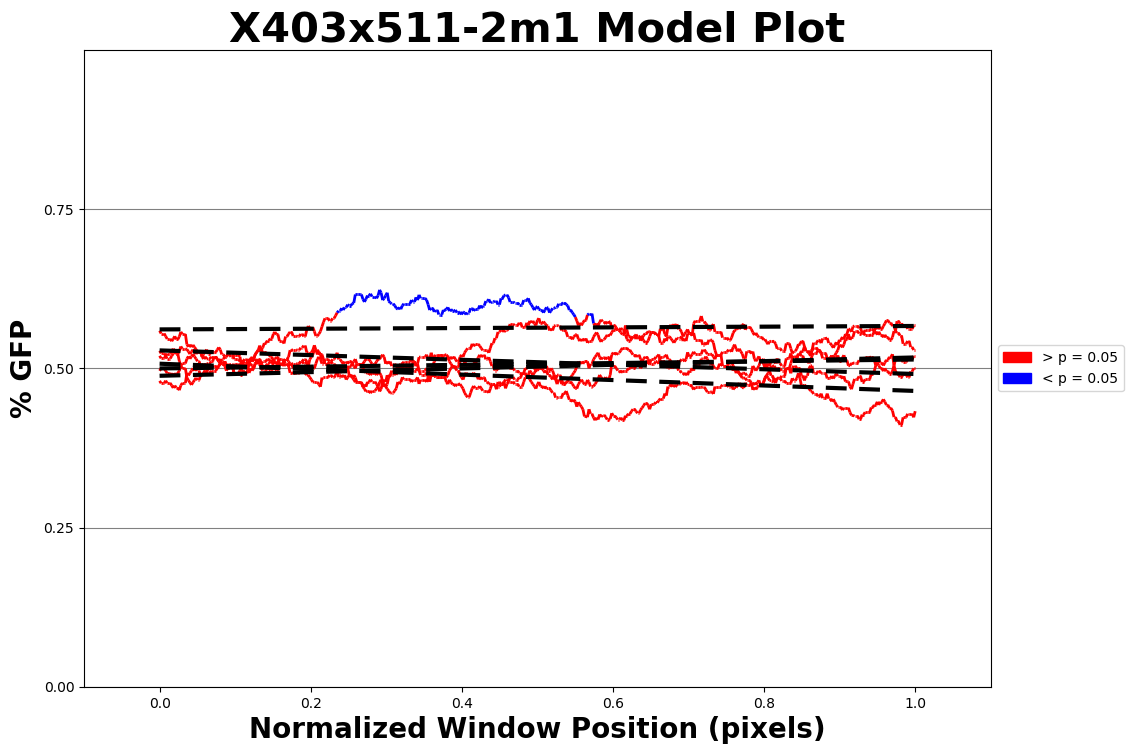 X403x511-2m1 Model Plot
% GFP
0.75
0.50
0.25
0.00
0.0 0.2 0.4 0.6 0.8 1.0
Normalized Window Position (pixels)
> p = 0.05
< p = 0.05